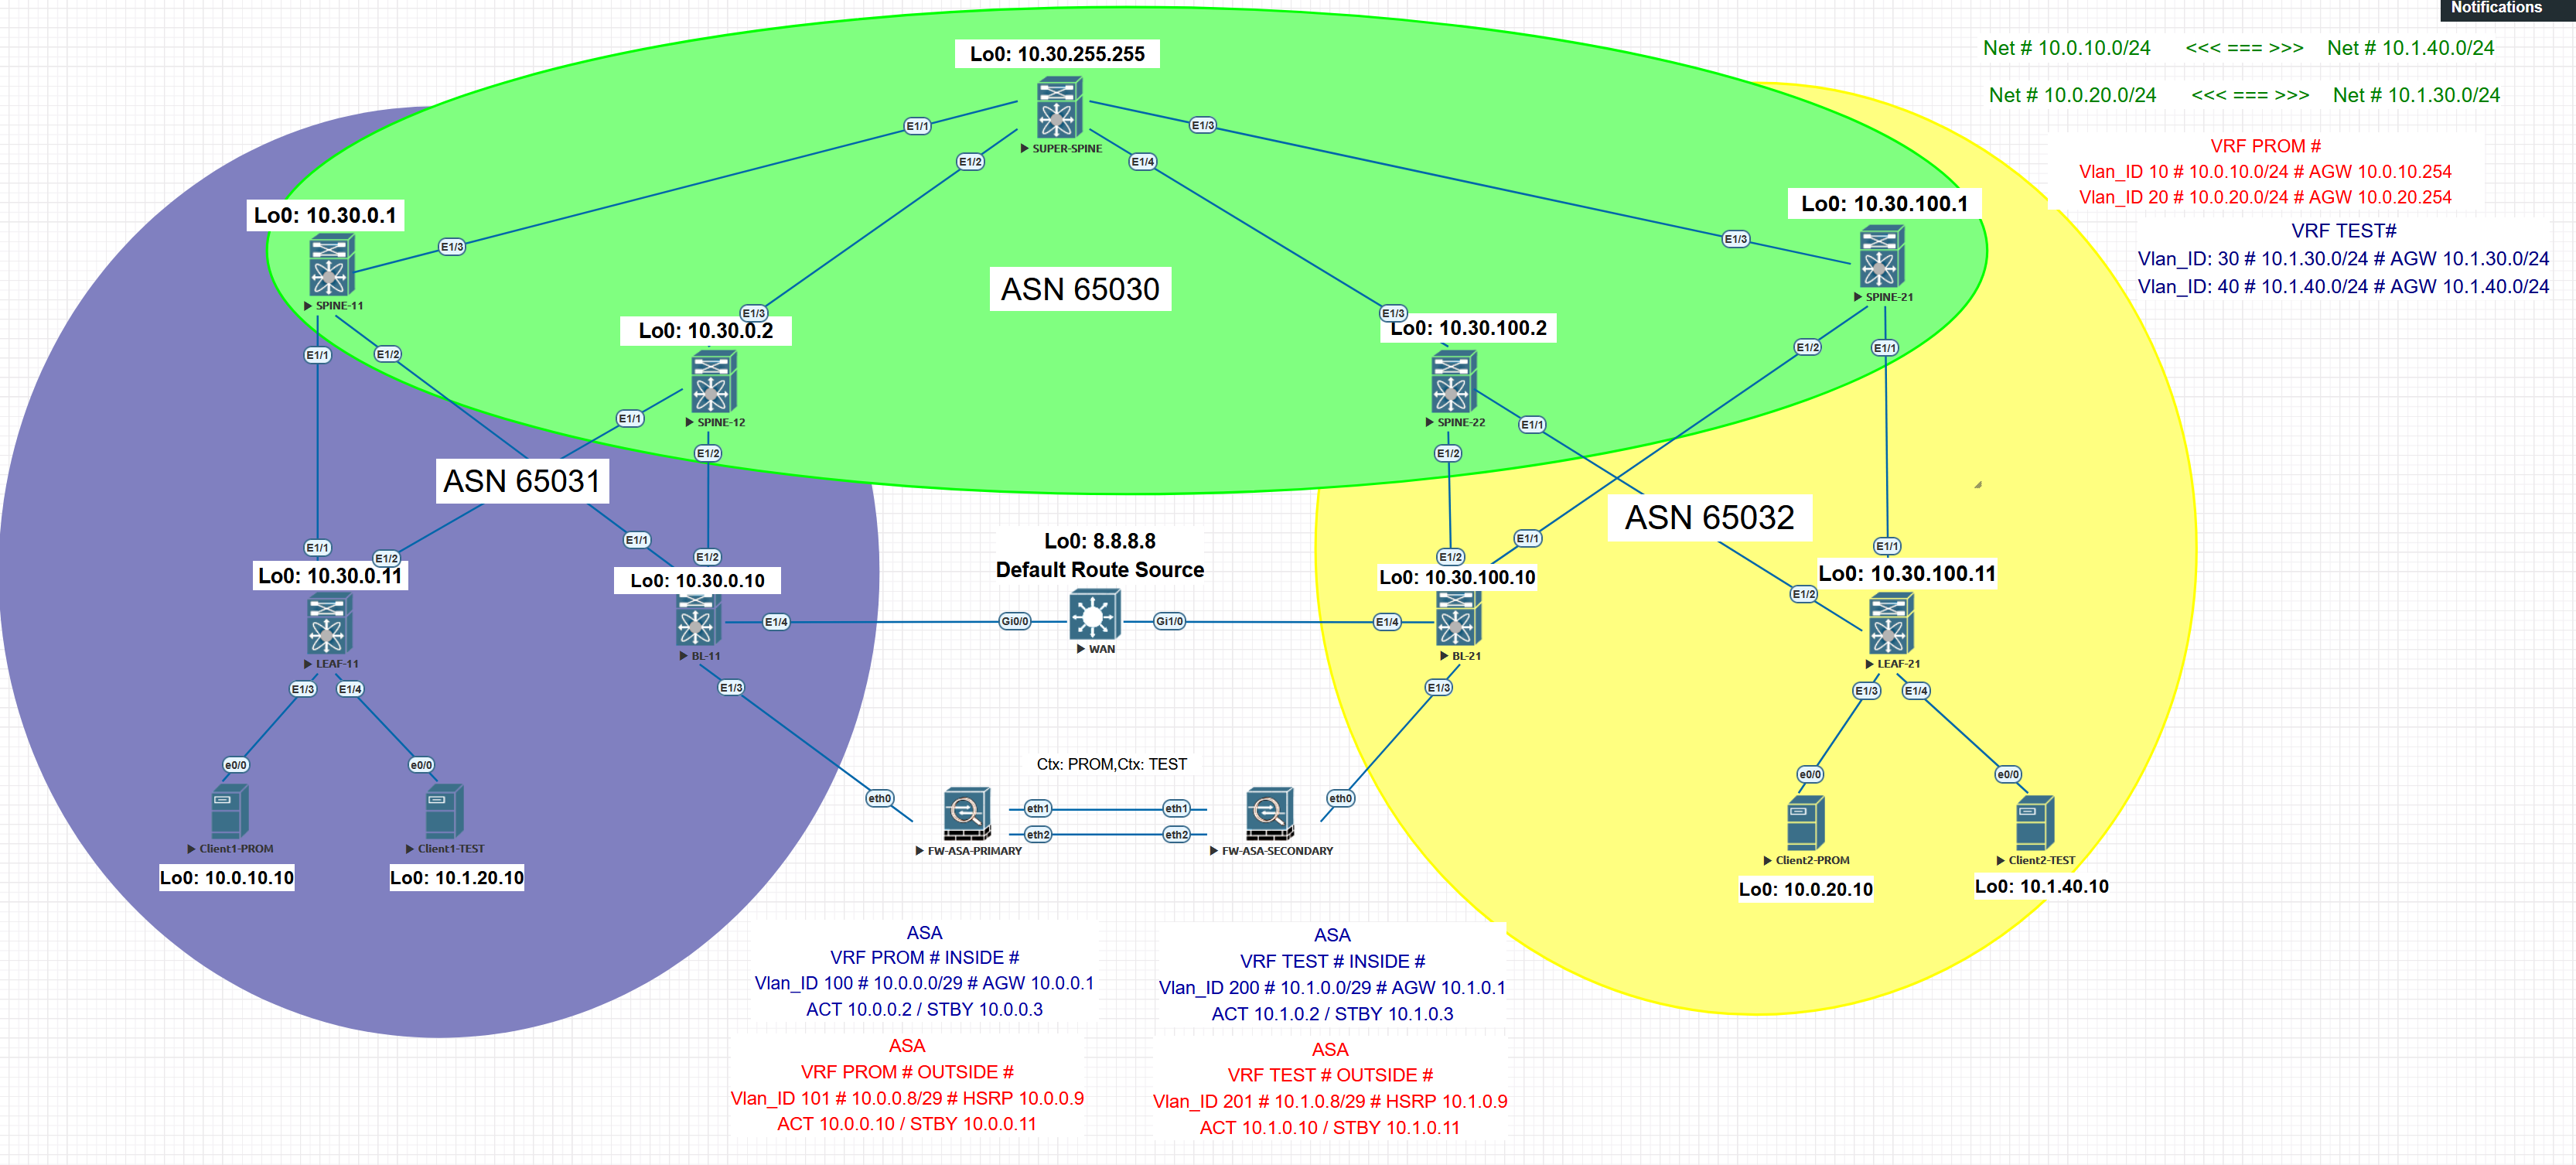 Notifications
Net # 10.0.10.0/24 <<< === >>> Net # 10.1.40.0/24
Net # 10.0.20.0/24 <<< === >>> Net # 10.1.30.0/24
VRF PROM #
Vlan_ID 10 # 10.0.10.0/24 # AGW 10.0.10.254
Vlan_ID 20 # 10.0.20.0/24 # AGW 10.0.20.254
VRF TEST#
Vlan_ID: 30 # 10.1.30.0/24 # AGW 10.1.30.0/24
Vlan_ID: 40 # 10.1.40.0/24 # AGW 10.1.40.0/24
Lo0: 10.30.255.255
SUPER-SPINE
E1/1
E1/2
E1/3
E1/4
Lo0: 10.30.0.1
SPINE-11
E1/3
E1/1
E1/2
Lo0: 10.30.100.1
SPINE-21
E1/3
E1/2
E1/1
ASN 65030
E1/3
Lo0: 10.30.0.2
SPINE-12
E1/1
E1/2
E1/3
Lo0: 10.30.100.2
SPINE-22
E1/1
E1/2
ASN 65031
ASN 65032
E1/1
E1/2
Lo0: 10.30.0.11
LEAF-11
E1/3
E1/4
E1/1
E1/2
Lo0: 10.30.0.10
BL-11
E1/4
E1/3
Lo0: 8.8.8.8
Default Route Source
Gi0/0
Gi1/0
WAN
E1/2
E1/1
Lo0: 10.30.100.10
E1/4
BL-21
E1/3
E1/1
Lo0: 10.30.100.11
E1/2
LEAF-21
E1/3
E1/4
e0/0
e0/0
Client1-PROM
Client1-TEST
Lo0: 10.0.10.10
Lo0: 10.1.20.10
Ctx: PROM,Ctx: TEST
eth0
eth1
eth1
eth0
eth2
eth2
FW-ASA-PRIMARY
FW-ASA-SECONDARY
e0/0
e0/0
Client2-PROM
Client2-TEST
Lo0: 10.0.20.10
Lo0: 10.1.40.10
ASA
VRF PROM # INSIDE #
Vlan_ID 100 # 10.0.0.0/29 # AGW 10.0.0.1
ACT 10.0.0.2 / STBY 10.0.0.3
ASA
VRF TEST # INSIDE #
Vlan_ID 200 # 10.1.0.0/29 # AGW 10.1.0.1
ACT 10.1.0.2 / STBY 10.1.0.3
ASA
VRF PROM # OUTSIDE #
Vlan_ID 101 # 10.0.0.8/29 # HSRP 10.0.0.9
ACT 10.0.0.10 / STBY 10.0.0.11
ASA
VRF TEST # OUTSIDE #
Vlan_ID 201 # 10.1.0.8/29 # HSRP 10.1.0.9
ACT 10.1.0.10 / STBY 10.1.0.11